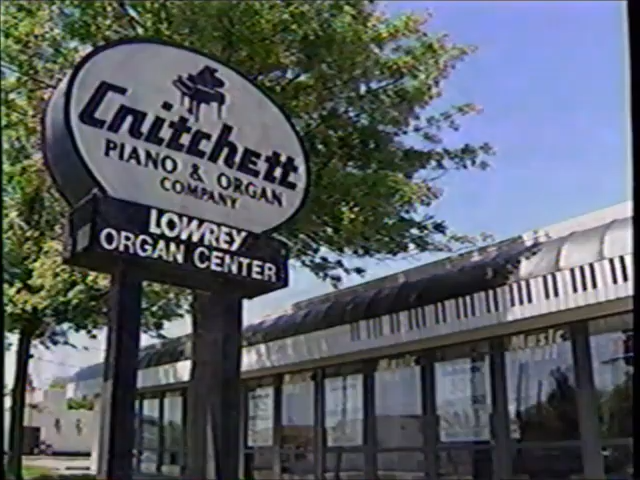 Critchett
PIANO & ORGAN
COMPANY
LOWREY
ORGAN CENTER
Music